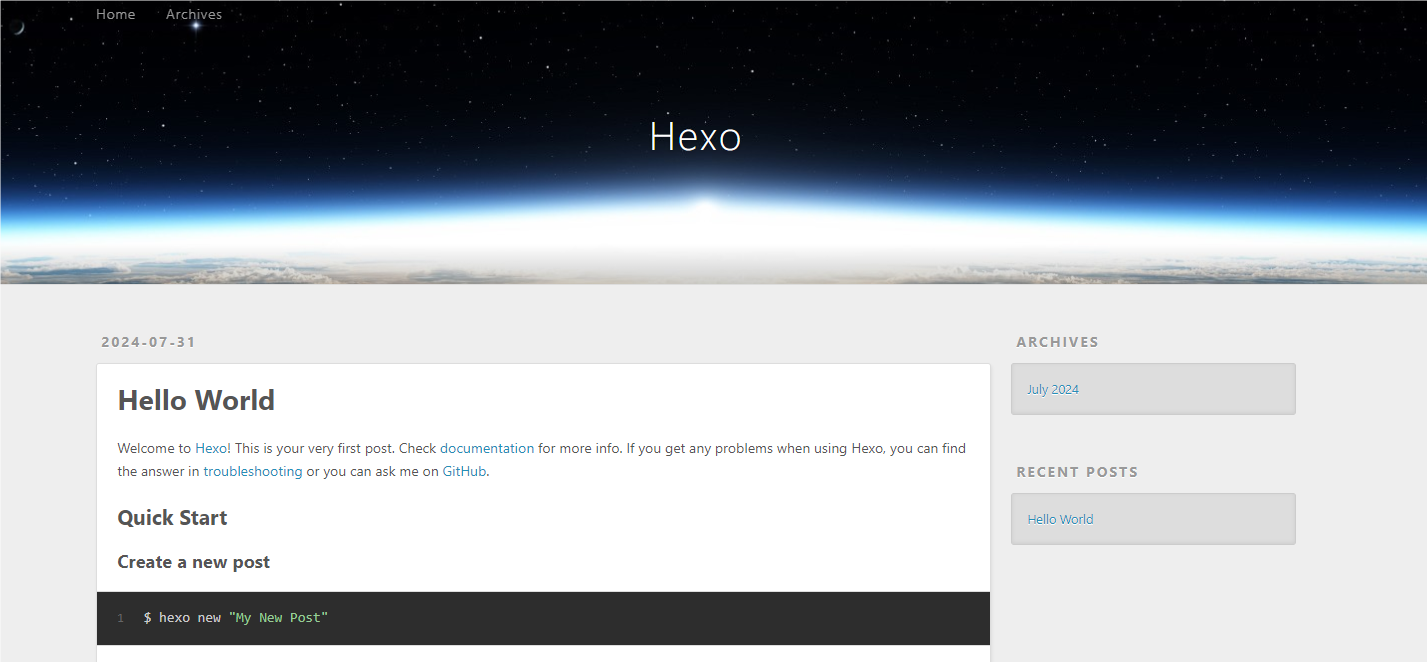 Home Archives
Hexo
2024-07-31
Hello World
Welcome to Hexo! This is your very first post. Check documentation for more info. If you get any problems when using Hexo, you can find
the answer in troubleshooting or you can ask me on GitHub.
Quick Start
Create a new post
1 $ hexo new "My New Post"
ARCHIVES
July 2024
RECENT POSTS
Hello World